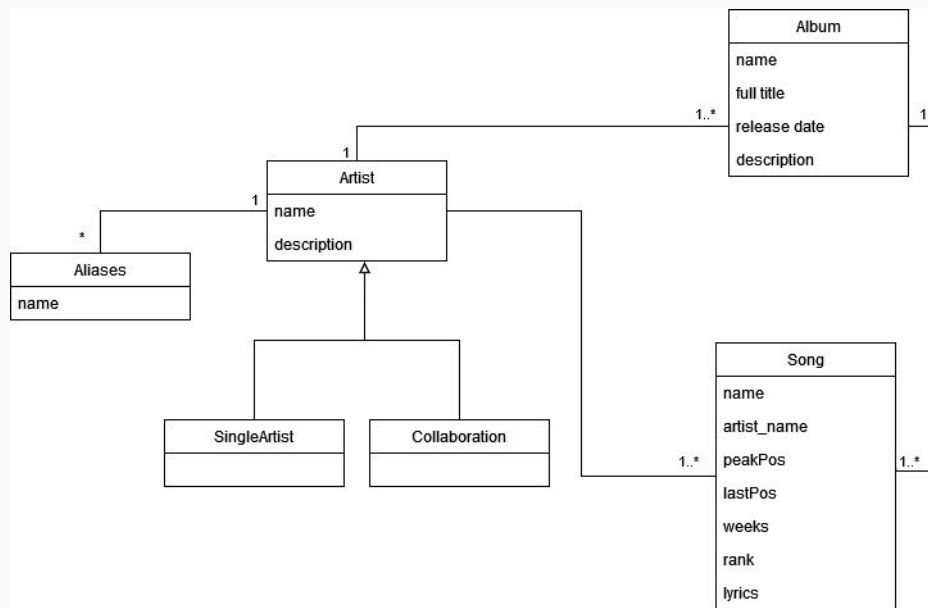 Album
name
full title
release date
description
1..*
1
1
Artist
name
description
1
*
Aliases
name
SingleArtist
Collaboration
Song
name
artist_name
peakPos
lastPos
weeks
rank
lyrics
1..*
1..*